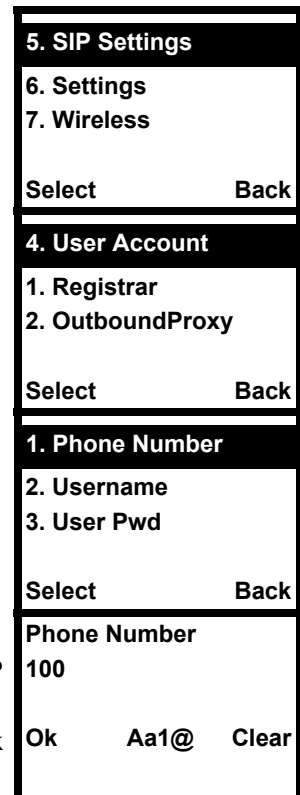 5. SIP Settings
6. Settings
7. Wireless
Select Back
4. User Account
1. Registrar
2. OutboundProxy
Select Back
1. Phone Number
2. Username
3. User Pwd
Select Back
Phone Number
100
Ok Aa1@ Clear